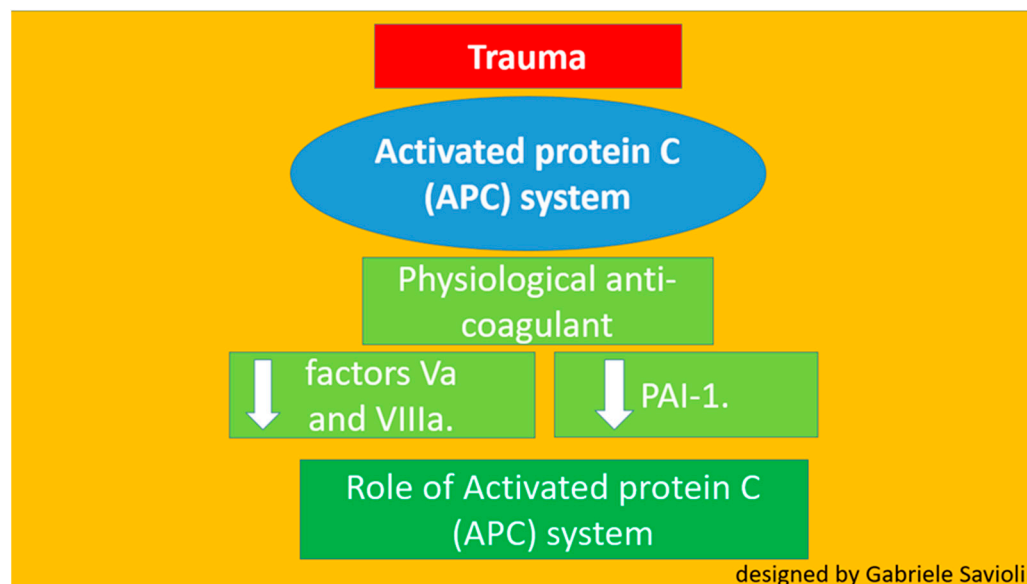 Trauma
Activated protein C
(APC) system
Physiological anti-
coagulant
factors Va
and VIIIa.
PAI-1.
Role of Activated protein C
(APC) system
designed by Gabriele Savioli